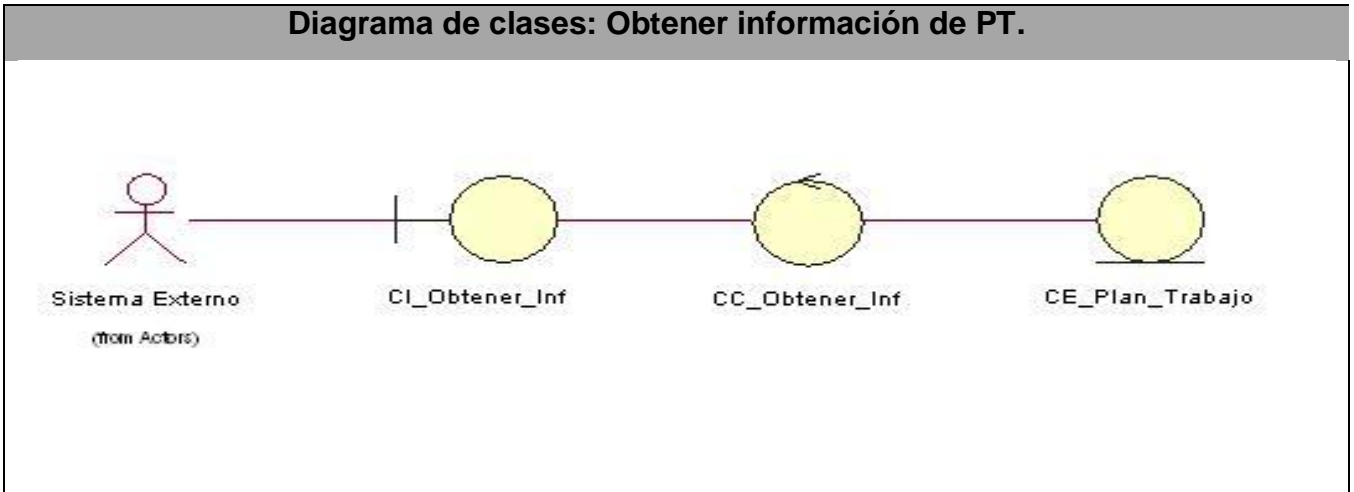 Diagrama de clases: Obtener información de PT.
Sistema Externo
(from Actors)
CI_Obtener_Inf
CC_Obtener_Inf
CE_Plan_Trabajo